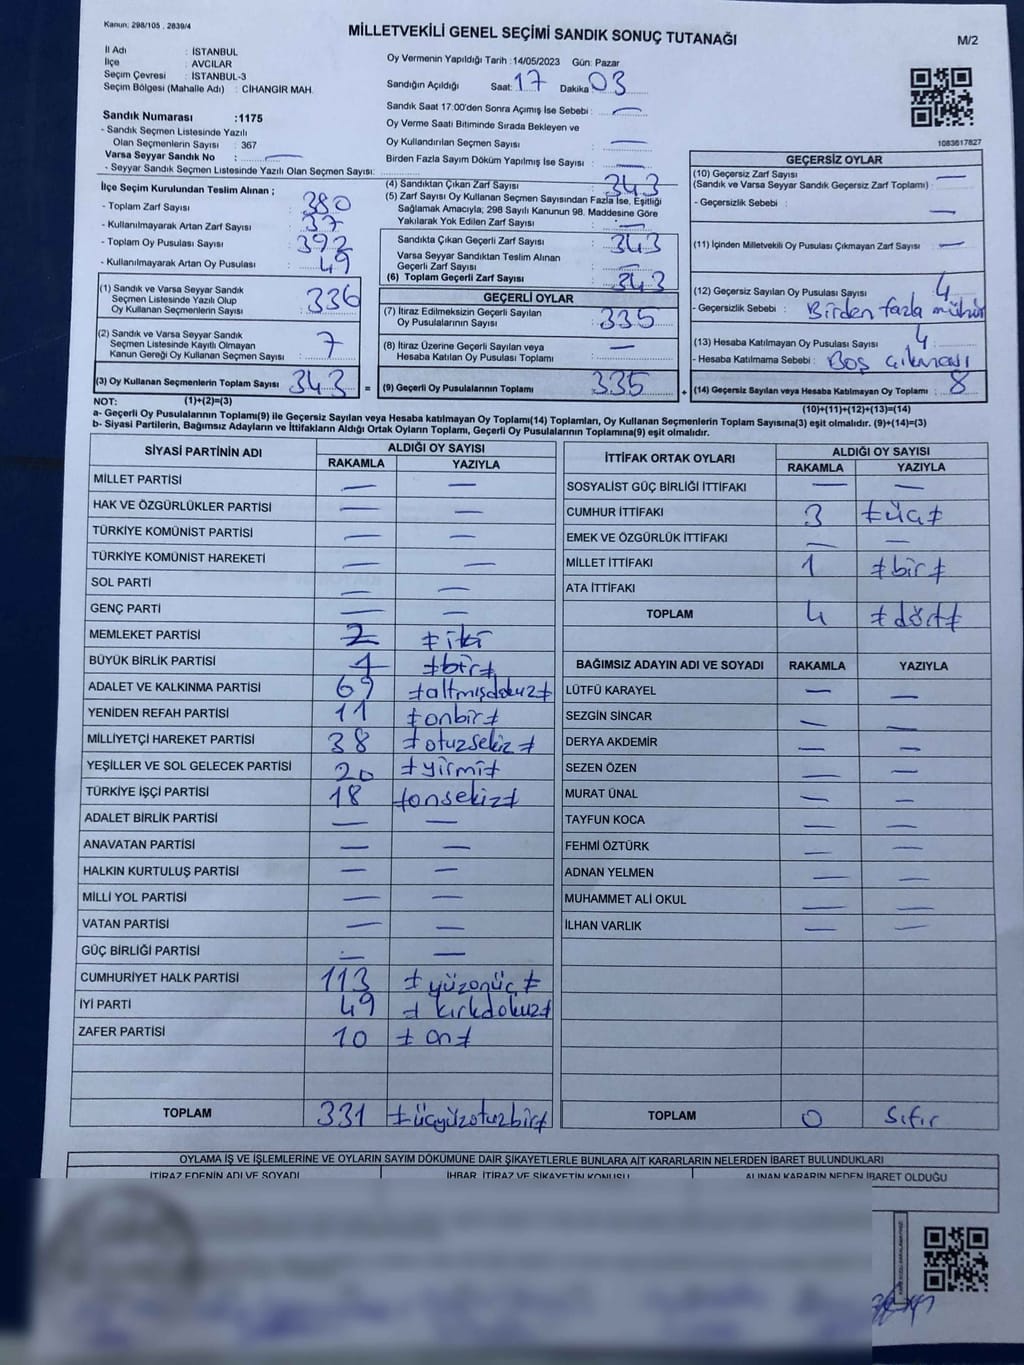 Kanun: 298/105 , 2839/4
MİLLETVEKİLİ GENEL SEÇİMİ SANDIK SONUÇ TUTANAĞI
M/2
İl Adı : İSTANBUL
İlçe : AVCILAR
Seçim Çevresi : İSTANBUL-3
Seçim Bölgesi (Mahalle Adı) : CİHANGİR MAH.
Oy Vermenin Yapıldığı Tarih : 14/05/2023 Gün: Pazar
Sandığın Açıldığı Saat: 17 Dakika 03
Sandık Saat 17:00'den Sonra Açımış İse Sebebi : —
Oy Verme Saati Bitiminde Sırada Bekleyen ve
Oy Kullandırılan Seçmen Sayısı : —
Birden Fazla Sayım Döküm Yapılmış İse Sayısı : —
1083617827
Sandık Numarası :1175
- Sandık Seçmen Listesinde Yazılı
Olan Seçmenlerin Sayısı : 367
Varsa Seyyar Sandık No : —
- Seyyar Sandık Seçmen Listesinde Yazılı Olan Seçmen Sayısı:
İlçe Seçim Kurulundan Teslim Alınan ;
- Toplam Zarf Sayısı : 380
- Kullanılmayarak Artan Zarf Sayısı : 37
- Toplam Oy Pusulası Sayısı : 392
- Kullanılmayarak Artan Oy Pusulası : 49
(1) Sandık ve Varsa Seyyar Sandık
Seçmen Listesinde Yazılı Olup
Oy Kullanan Seçmenlerin Sayısı : 336
(2) Sandık ve Varsa Seyyar Sandık
Seçmen Listesinde Kayıtlı Olmayan
Kanun Gereği Oy Kullanan Seçmen Sayısı : 7
(3) Oy Kullanan Seçmenlerin Toplam Sayısı : 343 =
(4) Sandıktan Çıkan Zarf Sayısı : 343
(5) Zarf Sayısı Oy Kullanan Seçmen Sayısından Fazla İse, Eşitliği
Sağlamak Amacıyla; 298 Sayılı Kanunun 98. Maddesine Göre
Yakılarak Yok Edilen Zarf Sayısı : —
Sandıkta Çıkan Geçerli Zarf Sayısı : 343
Varsa Seyyar Sandıktan Teslim Alınan
Geçerli Zarf Sayısı : —
(6) Toplam Geçerli Zarf Sayısı : 343
GEÇERLİ OYLAR
(7) İtiraz Edilmeksizin Geçerli Sayılan
Oy Pusulalarının Sayısı : 335
(8) İtiraz Üzerine Geçerli Sayılan veya
Hesaba Katılan Oy Pusulası Toplamı : —
(9) Geçerli Oy Pusulalarının Toplamı 335 +
GEÇERSİZ OYLAR
(10) Geçersiz Zarf Sayısı : —
(Sandık ve Varsa Seyyar Sandık Geçersiz Zarf Toplamı)
- Geçersizlik Sebebi : —
(11) İçinden Milletvekili Oy Pusulası Çıkmayan Zarf Sayısı : —
(12) Geçersiz Sayılan Oy Pusulası Sayısı : 4
- Geçersizlik Sebebi : Birden fazla mühür
(13) Hesaba Katılmayan Oy Pusulası Sayısı : 4
- Hesaba Katılmama Sebebi : Boş çıkması
(14) Geçersiz Sayılan veya Hesaba Katılmayan Oy Toplamı : 8
NOT: (1)+(2)=(3)
(10)+(11)+(12)+(13)=(14)
a- Geçerli Oy Pusulalarının Toplamı(9) ile Geçersiz Sayılan veya Hesaba katılmayan Oy Toplamı(14) Toplamları, Oy Kullanan Seçmenlerin Toplam Sayısına(3) eşit olmalıdır. (9)+(14)=(3)
b- Siyasi Partilerin, Bağımsız Adayların ve İttifakların Aldığı Ortak Oyların Toplamı, Geçerli Oy Pusulalarının Toplamına(9) eşit olmalıdır.
SİYASİ PARTİNİN ADI ALDIĞI OY SAYISI
RAKAMLA YAZIYLA
MİLLET PARTİSİ — —
HAK VE ÖZGÜRLÜKLER PARTİSİ — —
TÜRKİYE KOMÜNİST PARTİSİ — —
TÜRKİYE KOMÜNİST HAREKETİ — —
SOL PARTİ — —
GENÇ PARTİ — —
MEMLEKET PARTİSİ 2 ≠iki
BÜYÜK BİRLİK PARTİSİ 1 ≠bir≠
ADALET VE KALKINMA PARTİSİ 69 ≠altmışdokuz≠
YENİDEN REFAH PARTİSİ 11 ≠onbir≠
MİLLİYETÇİ HAREKET PARTİSİ 38 ≠otuzsekiz≠
YEŞİLLER VE SOL GELECEK PARTİSİ 20 ≠yirmi≠
TÜRKİYE İŞÇİ PARTİSİ 18 ≠onsekiz≠
ADALET BİRLİK PARTİSİ — —
ANAVATAN PARTİSİ — —
HALKIN KURTULUŞ PARTİSİ — —
MİLLİ YOL PARTİSİ — —
VATAN PARTİSİ — —
GÜÇ BİRLİĞİ PARTİSİ — —
CUMHURİYET HALK PARTİSİ 113 ≠yüzonüç≠
İYİ PARTİ 49 ≠kırkdokuz≠
ZAFER PARTİSİ 10 ≠on≠
TOPLAM 331 ≠üçyüzotuzbir≠
İTTİFAK ORTAK OYLARI ALDIĞI OY SAYISI
RAKAMLA YAZIYLA
SOSYALİST GÜÇ BİRLİĞİ İTTİFAKI — —
CUMHUR İTTİFAKI 3 ≠üç≠
EMEK VE ÖZGÜRLÜK İTTİFAKI — —
MİLLET İTTİFAKI 1 ≠bir≠
ATA İTTİFAKI
TOPLAM 4 ≠dört≠
BAĞIMSIZ ADAYIN ADI VE SOYADI RAKAMLA YAZIYLA
LÜTFÜ KARAYEL — —
SEZGİN SİNCAR — —
DERYA AKDEMİR — —
SEZEN ÖZEN — —
MURAT ÜNAL — —
TAYFUN KOCA — —
FEHMİ ÖZTÜRK — —
ADNAN YELMEN — —
MUHAMMET ALİ OKUL — —
İLHAN VARLIK — —
TOPLAM 0 sıfır
OYLAMA İŞ VE İŞLEMLERİNE VE OYLARIN SAYIM DÖKÜMÜNE DAİR ŞİKAYETLERLE BUNLARA AİT KARARLARIN NELERDEN İBARET BULUNDUKLARI
İTİRAZ EDENİN ADI VE SOYADI İHBAR, İTİRAZ VE ŞİKAYETİN KONUSU ALINAN KARARIN NEDEN İBARET OLDUĞU